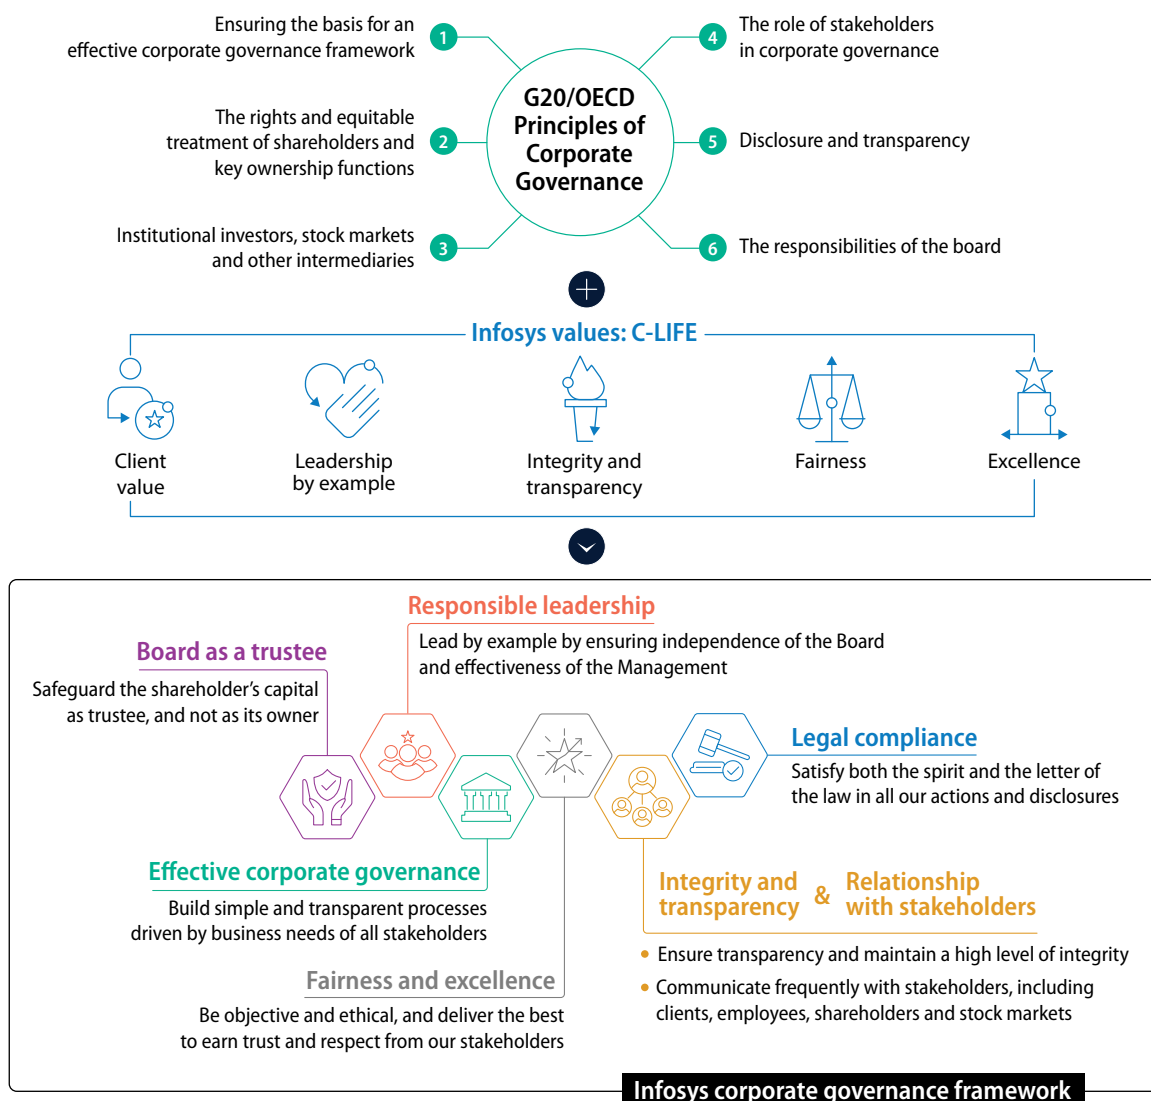 Ensuring the basis for an
effective corporate governance framework
1
The rights and equitable
treatment of shareholders and
key ownership functions
2
Institutional investors, stock markets
and other intermediaries
3
G20/OECD
Principles of
Corporate
Governance
4
The role of stakeholders
in corporate governance
5
Disclosure and transparency
6
The responsibilities of the board
Infosys values: C-LIFE
Client
value
Leadership
by example
Integrity and
transparency
Fairness
Excellence
Responsible leadership
Lead by example by ensuring independence of the Board
and effectiveness of the Management
Board as a trustee
Safeguard the shareholder's capital
as trustee, and not as its owner
Legal compliance
Satisfy both the spirit and the letter of
the law in all our actions and disclosures
Effective corporate governance
Build simple and transparent processes
driven by business needs of all stakeholders
Integrity and
transparency
&
Relationship
with stakeholders
• Ensure transparency and maintain a high level of integrity
• Communicate frequently with stakeholders, including
clients, employees, shareholders and stock markets
Fairness and excellence
Be objective and ethical, and deliver the best
to earn trust and respect from our stakeholders
Infosys corporate governance framework